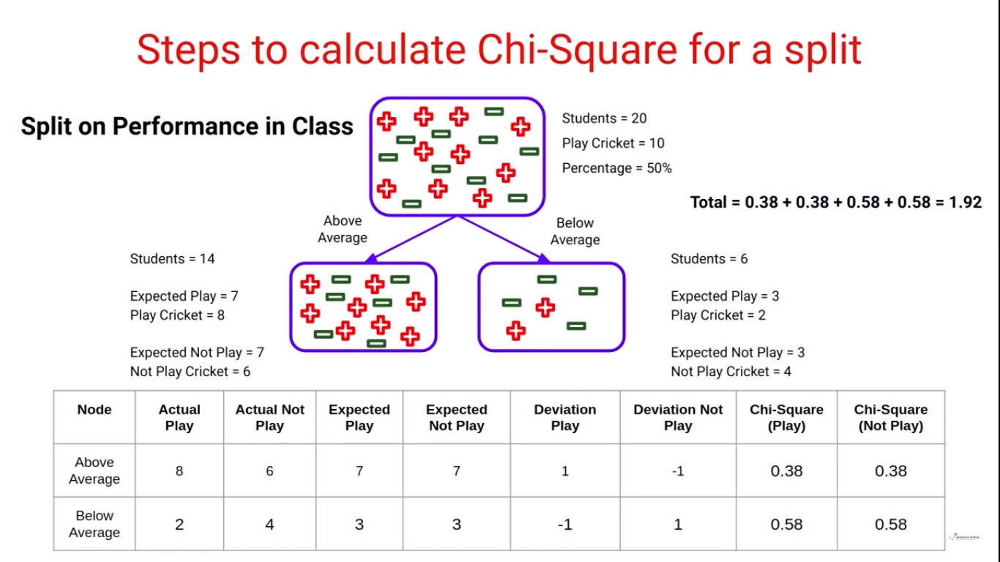 Steps to calculate Chi-Square for a split
Split on Performance in Class
Students = 20
Play Cricket = 10
Percentage = 50%
Total = 0.38 + 0.38 + 0.58 + 0.58 = 1.92
Above
Average
Below
Average
Students = 14
Expected Play = 7
Play Cricket = 8
Expected Not Play = 7
Not Play Cricket = 6
Students = 6
Expected Play = 3
Play Cricket = 2
Expected Not Play = 3
Not Play Cricket = 4
Node Actual Play Actual Not Play Expected Play Expected Not Play Deviation Play Deviation Not Play Chi-Square (Play) Chi-Square (Not Play)
Above Average 8 6 7 7 1 -1 0.38 0.38
Below Average 2 4 3 3 -1 1 0.58 0.58